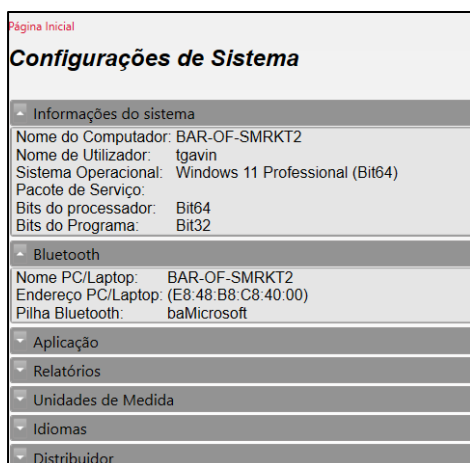 Página Inicial
Configurações de Sistema
Informações do sistema
Nome do Computador: BAR-OF-SMRKT2
Nome de Utilizador: tgavin
Sistema Operacional: Windows 11 Professional (Bit64)
Pacote de Serviço:
Bits do processador: Bit64
Bits do Programa: Bit32
Bluetooth
Nome PC/Laptop: BAR-OF-SMRKT2
Endereço PC/Laptop: (E8:48:B8:C8:40:00)
Pilha Bluetooth: baMicrosoft
Aplicação
Relatórios
Unidades de Medida
Idiomas
Distribuidor